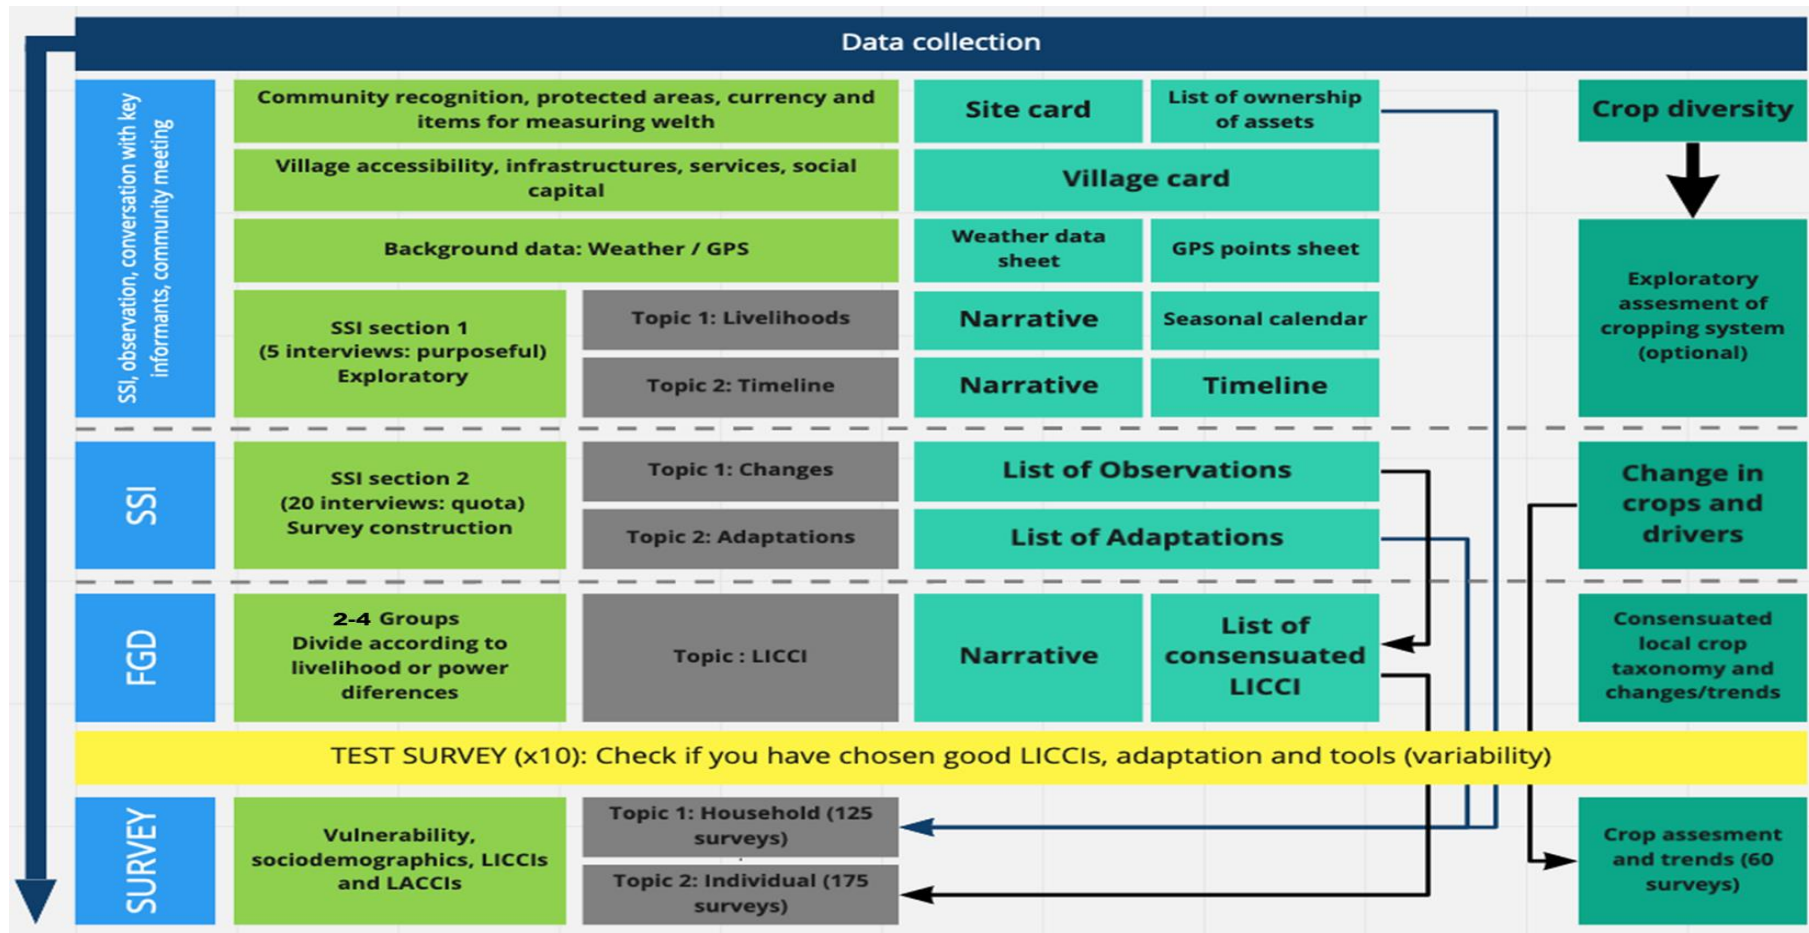 Data collection
SSI, observation, conversation with key
informants, community meeting
Community recognition, protected areas, currency and
items for measuring welth
Site card
List of ownership
of assets
Crop diversity
Village accessibility, infrastructures, services, social
capital
Village card
Background data: Weather / GPS
Weather data
sheet
GPS points sheet
Exploratory
assesment of
cropping system
(optional)
SSI section 1
(5 interviews: purposeful)
Exploratory
Topic 1: Livelihoods
Narrative
Seasonal calendar
Topic 2: Timeline
Narrative
Timeline
SSI
SSI section 2
(20 interviews: quota)
Survey construction
Topic 1: Changes
List of Observations
Topic 2: Adaptations
List of Adaptations
Change in
crops and
drivers
FGD
2-4 Groups
Divide according to
livelihood or power
diferences
Topic : LICCI
Narrative
List of
consensuated
LICCI
Consensuated
local crop
taxonomy and
changes/trends
TEST SURVEY (x10): Check if you have chosen good LICCIs, adaptation and tools (variability)
SURVEY
Vulnerability,
sociodemographics, LICCIs
and LACCIs
Topic 1: Household (125
surveys)
Topic 2: Individual (175
surveys)
Crop assesment
and trends (60
surveys)